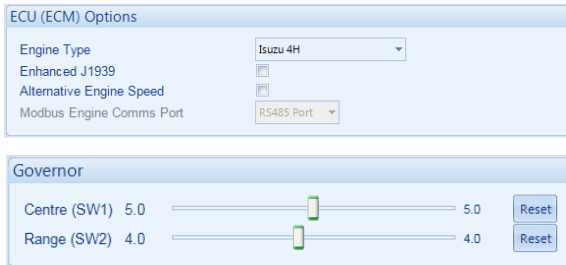 ECU (ECM) Options
Engine Type Isuzu 4H
Enhanced J1939
Alternative Engine Speed
Modbus Engine Comms Port RS485 Port
Governor
Centre (SW1) 5.0 5.0 Reset
Range (SW2) 4.0 4.0 Reset